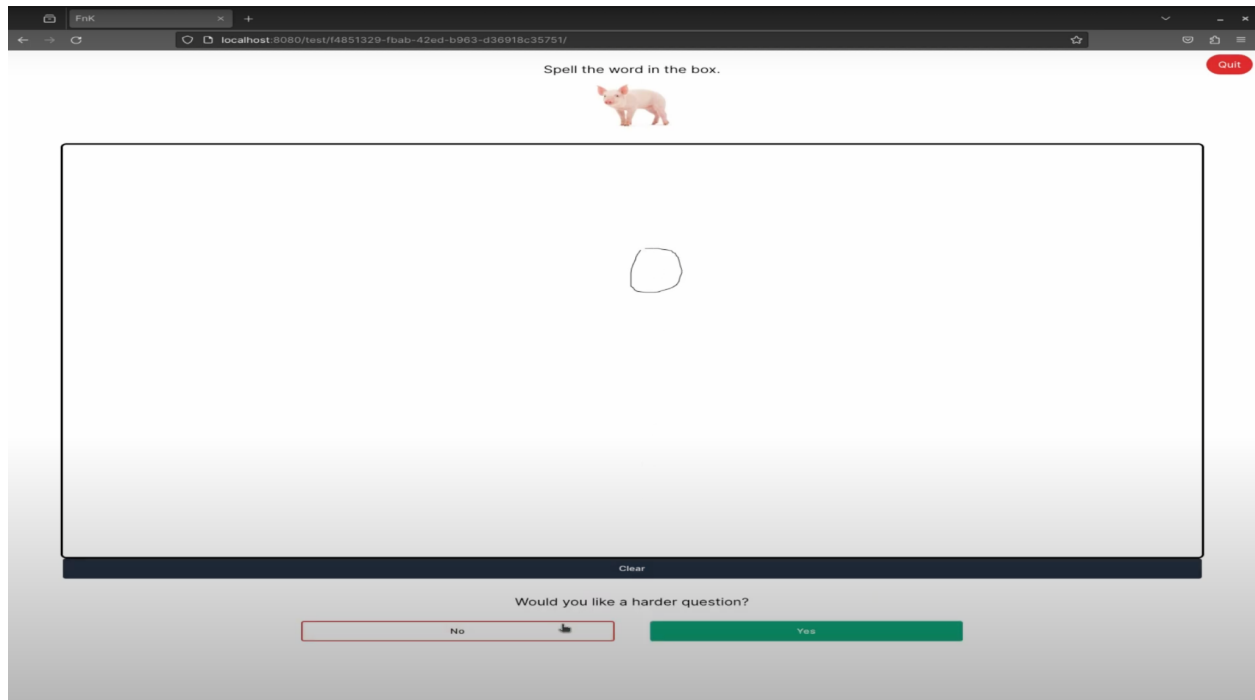 FnK
localhost:8080/test/f4851329-fbab-42ed-b963-d36918c35751/
Quit
Spell the word in the box.
Clear
Would you like a harder question?
No
Yes